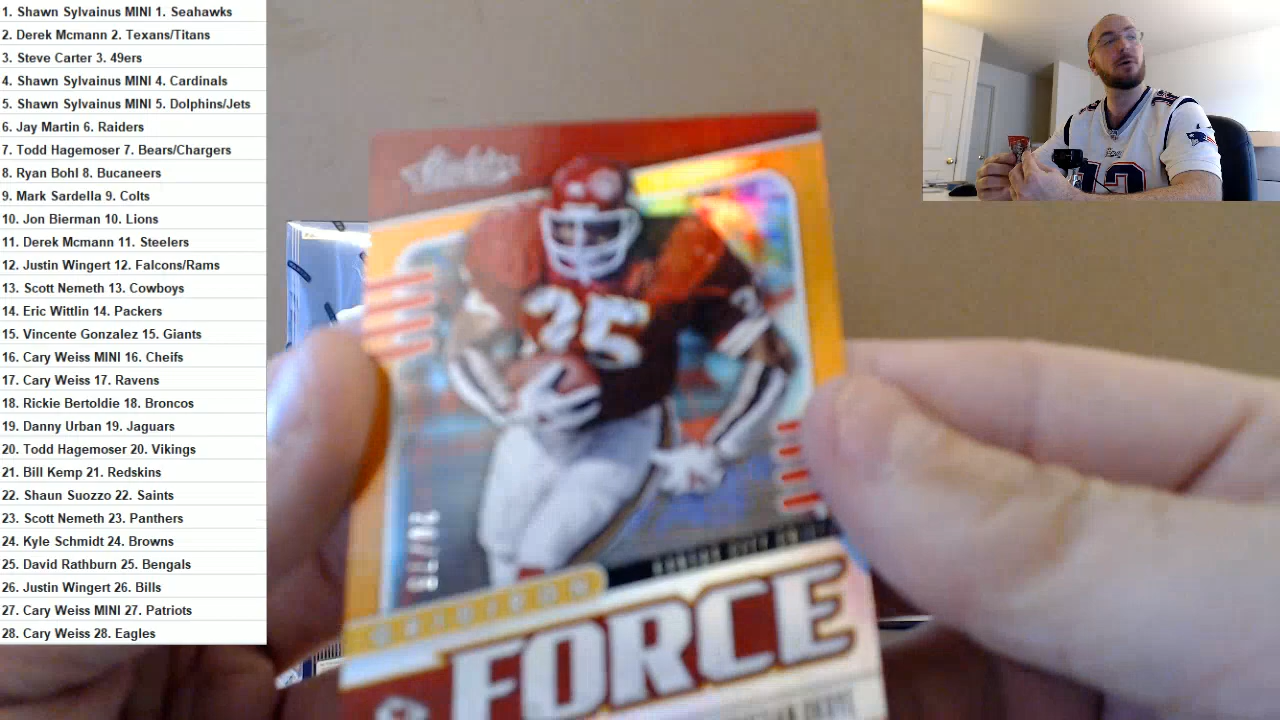 1. Shawn Sylvainus MINI 1. Seahawks
2. Derek Mcmann 2. Texans/Titans
3. Steve Carter 3. 49ers
4. Shawn Sylvainus MINI 4. Cardinals
5. Shawn Sylvainus MINI 5. Dolphins/Jets
6. Jay Martin 6. Raiders
7. Todd Hagemoser 7. Bears/Chargers
8. Ryan Bohl 8. Bucaneers
9. Mark Sardella 9. Colts
10. Jon Bierman 10. Lions
11. Derek Mcmann 11. Steelers
12. Justin Wingert 12. Falcons/Rams
13. Scott Nemeth 13. Cowboys
14. Eric Wittlin 14. Packers
15. Vincente Gonzalez 15. Giants
16. Cary Weiss MINI 16. Cheifs
17. Cary Weiss 17. Ravens
18. Rickie Bertoldie 18. Broncos
19. Danny Urban 19. Jaguars
20. Todd Hagemoser 20. Vikings
21. Bill Kemp 21. Redskins
22. Shaun Suozzo 22. Saints
23. Scott Nemeth 23. Panthers
24. Kyle Schmidt 24. Browns
25. David Rathburn 25. Bengals
26. Justin Wingert 26. Bills
27. Cary Weiss MINI 27. Patriots
28. Cary Weiss 28. Eagles
Absolute
35
GRIDIRON
FORCE
12